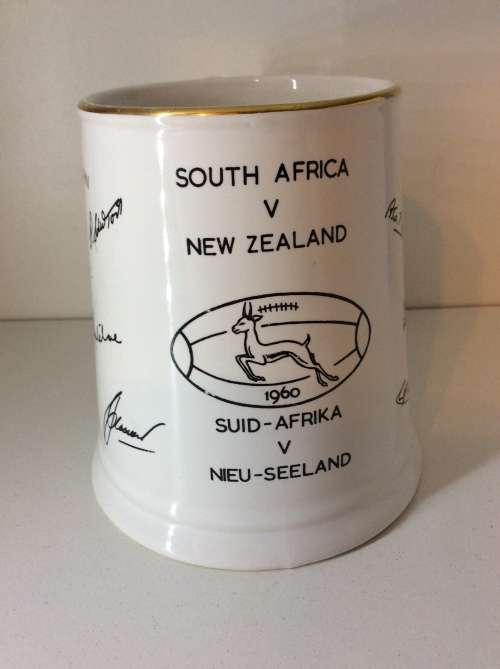 SOUTH AFRICA
V
NEW ZEALAND
1960
SUID-AFRIKA
V
NIEU-SEELAND